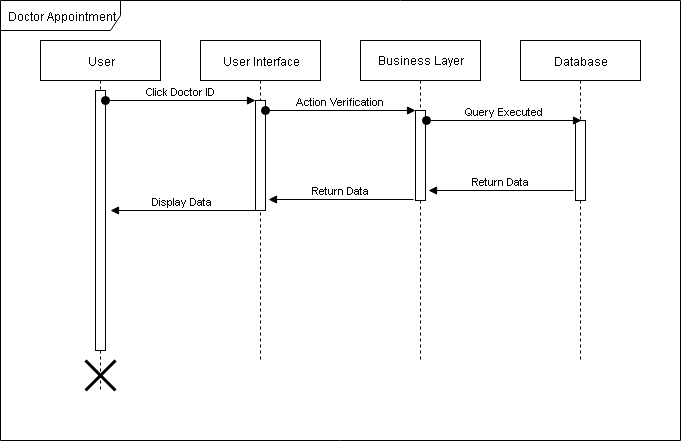 Doctor Appointment
User
User Interface
Business Layer
Database
Click Doctor ID
Action Verification
Query Executed
Return Data
Return Data
Display Data